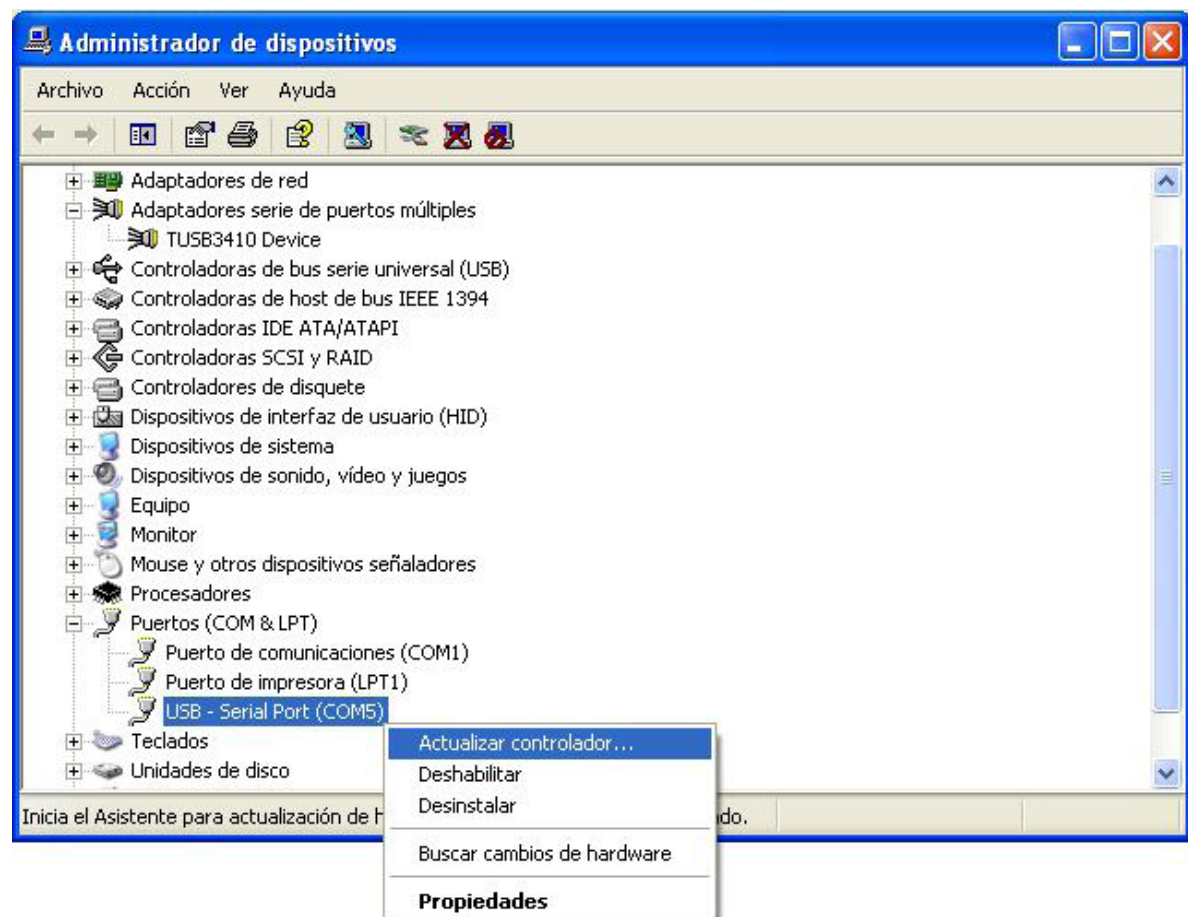 Administrador de dispositivos
Archivo Acción Ver Ayuda
Adaptadores de red
Adaptadores serie de puertos múltiples
TUSB3410 Device
Controladoras de bus serie universal (USB)
Controladoras de host de bus IEEE 1394
Controladoras IDE ATA/ATAPI
Controladoras SCSI y RAID
Controladores de disquete
Dispositivos de interfaz de usuario (HID)
Dispositivos de sistema
Dispositivos de sonido, vídeo y juegos
Equipo
Monitor
Mouse y otros dispositivos señaladores
Procesadores
Puertos (COM & LPT)
Puerto de comunicaciones (COM1)
Puerto de impresora (LPT1)
USB - Serial Port (COM5)
Teclados
Unidades de disco
Actualizar controlador...
Deshabilitar
Desinstalar
Buscar cambios de hardware
Propiedades
Inicia el Asistente para actualización de